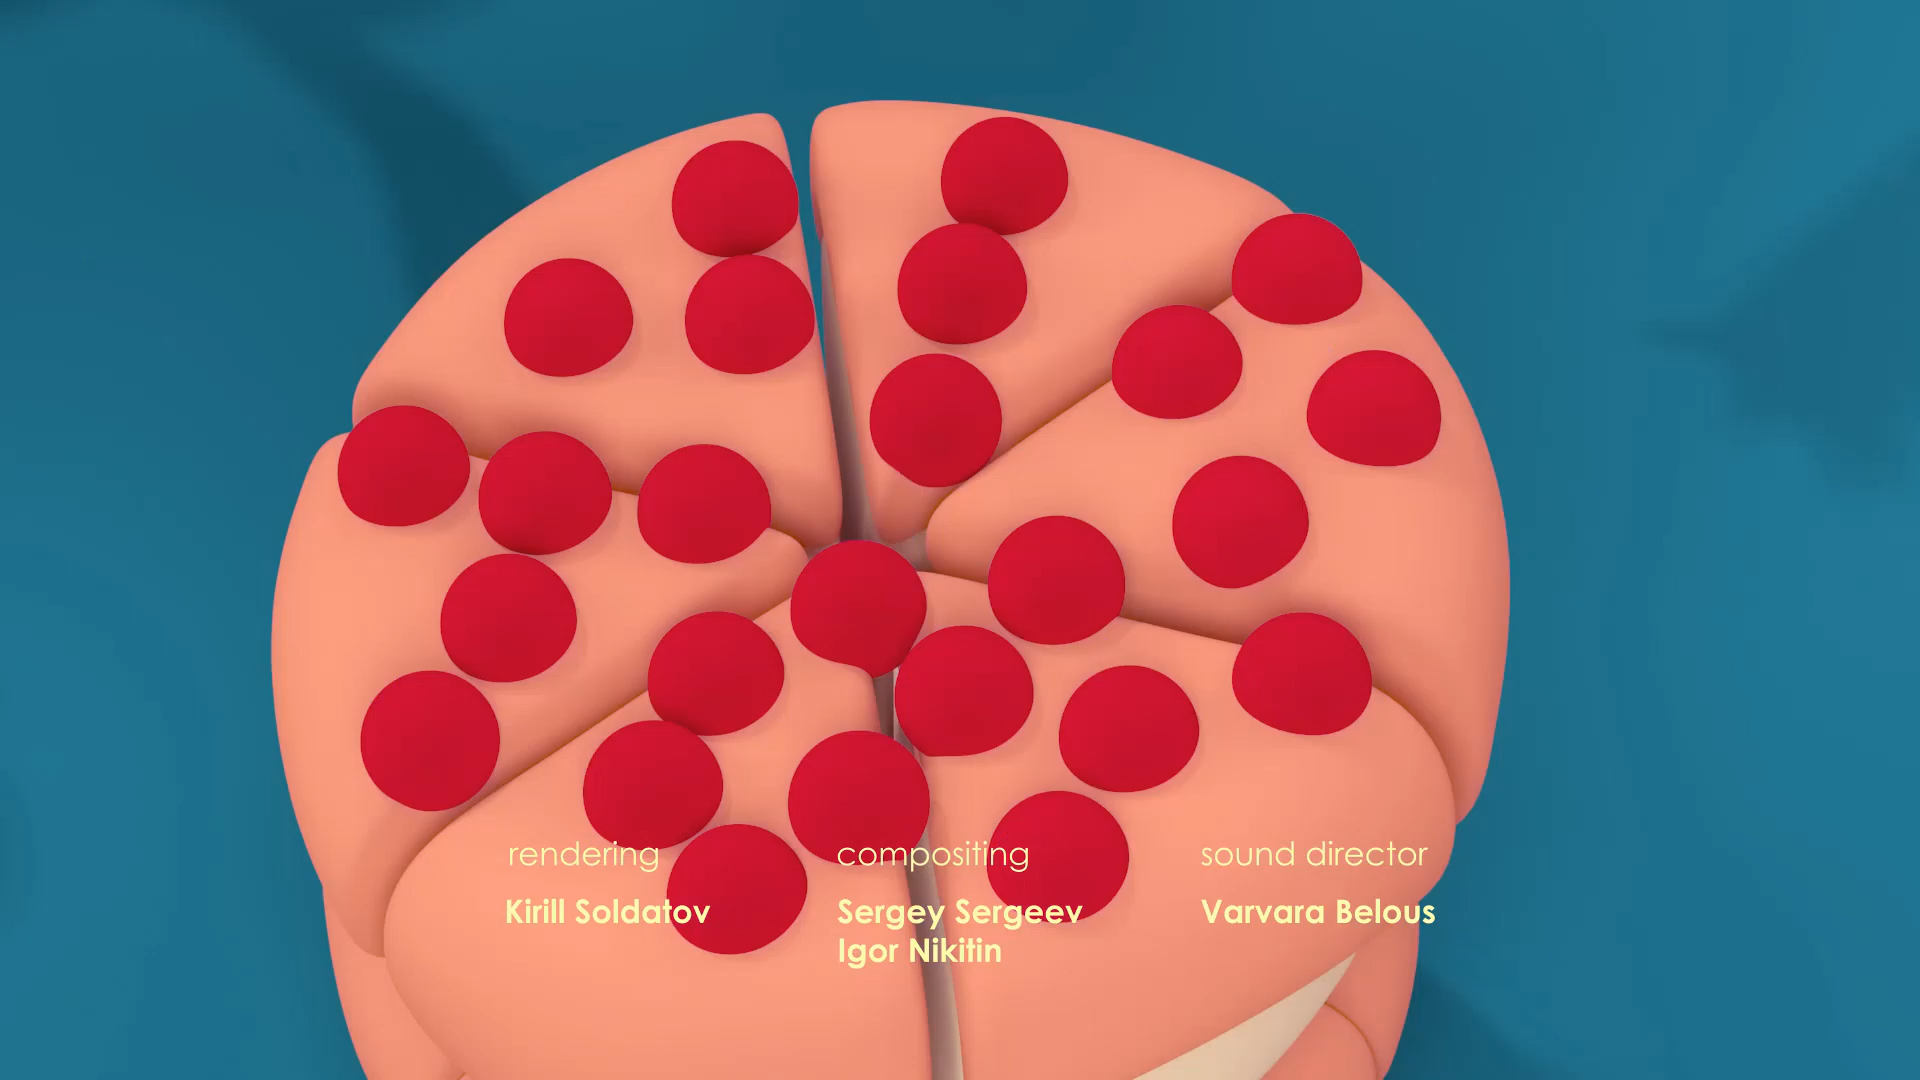 rendering
Kirill Soldatov
compositing
Sergey Sergeev
Igor Nikitin
sound director
Varvara Belous